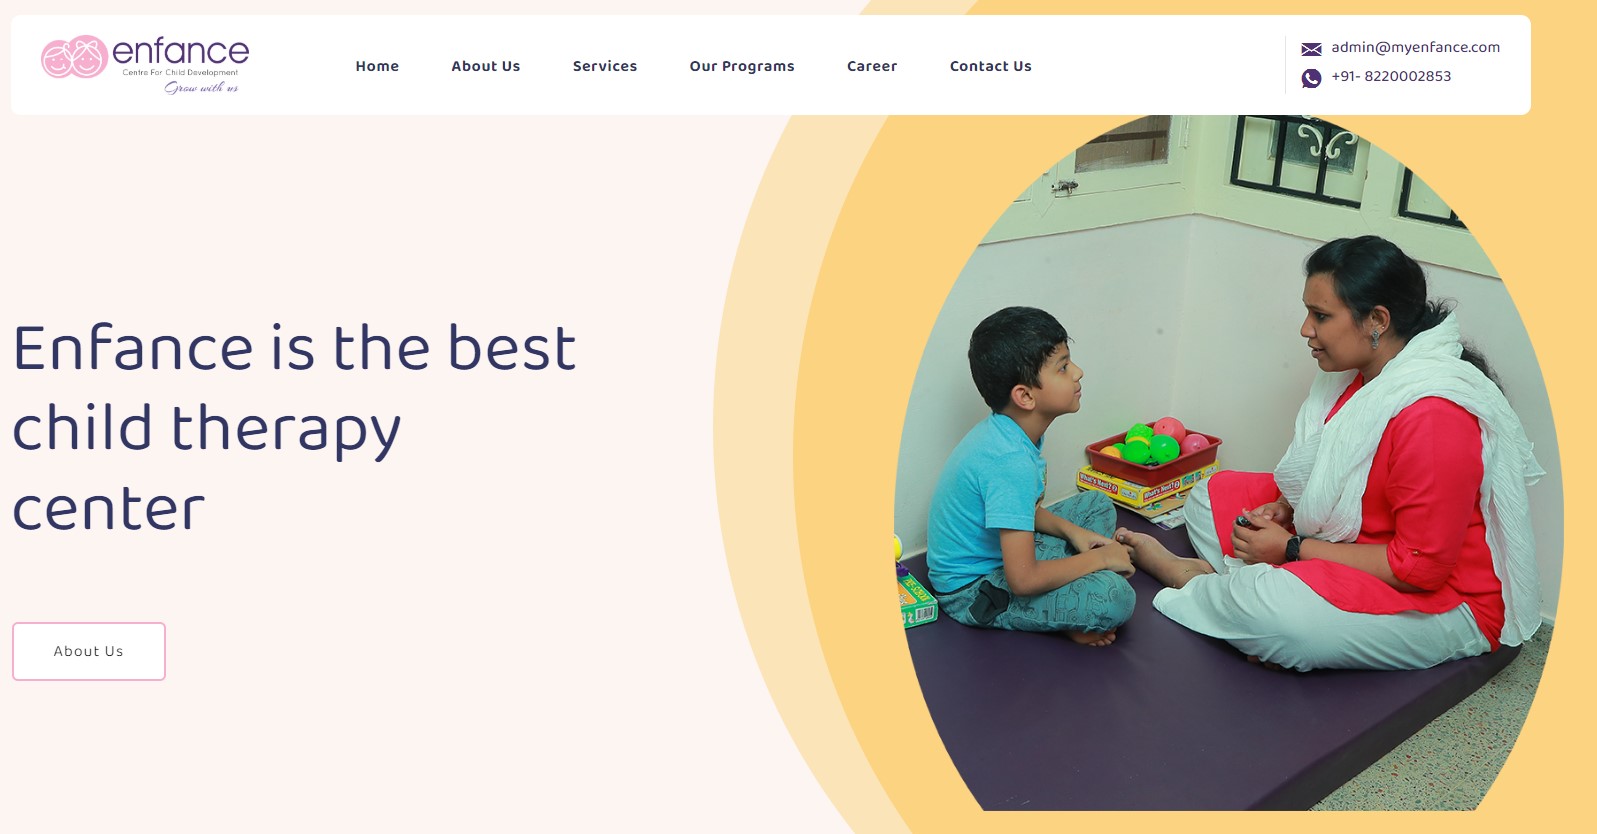 enfance
Centre For Child Development
Grow with us
Home
About Us
Services
Our Programs
Career
Contact Us
admin@myenfance.com
+91- 8220002853
Enfance is the best
child therapy
center
About Us
What's Next?
What's Next?